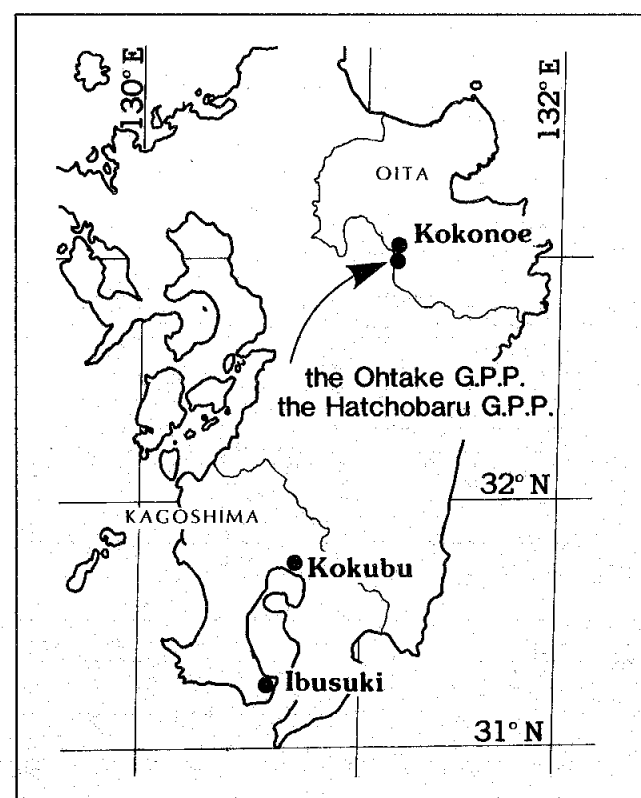 130° E
132° E
OITA
Kokonoe
the Ohtake G.P.P.
the Hatchobaru G.P.P.
32° N
KAGOSHIMA
Kokubu
Ibusuki
31° N